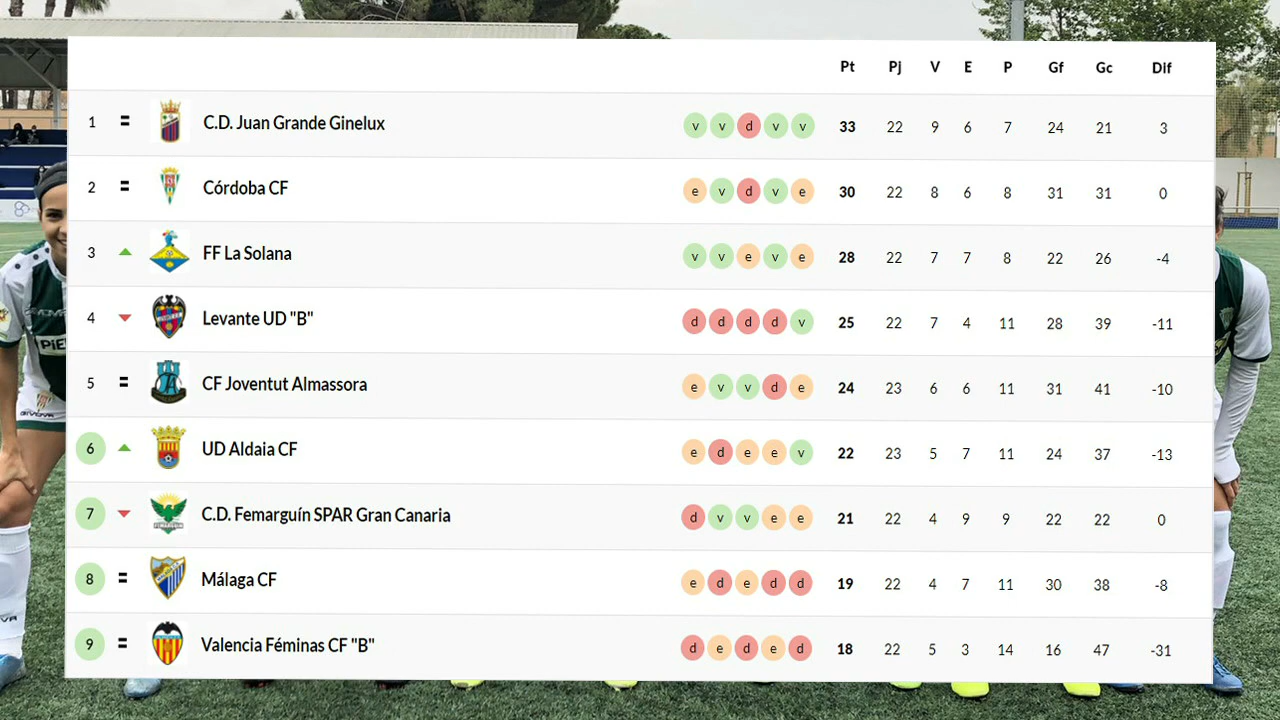 Pt Pj V E P Gf Gc Dif
1 = C.D. Juan Grande Ginelux v v d v v 33 22 9 6 7 24 21 3
2 = Córdoba CF e v d v e 30 22 8 6 8 31 31 0
3 FF La Solana v v e v e 28 22 7 7 8 22 26 -4
4 Levante UD "B" d d d d v 25 22 7 4 11 28 39 -11
5 = CF Joventut Almassora e v v d e 24 23 6 6 11 31 41 -10
6 UD Aldaia CF e d e e v 22 23 5 7 11 24 37 -13
7 C.D. Femarguín SPAR Gran Canaria d v v e e 21 22 4 9 9 22 22 0
8 = Málaga CF e d e d d 19 22 4 7 11 30 38 -8
9 = Valencia Féminas CF "B" d e d e d 18 22 5 3 14 16 47 -31